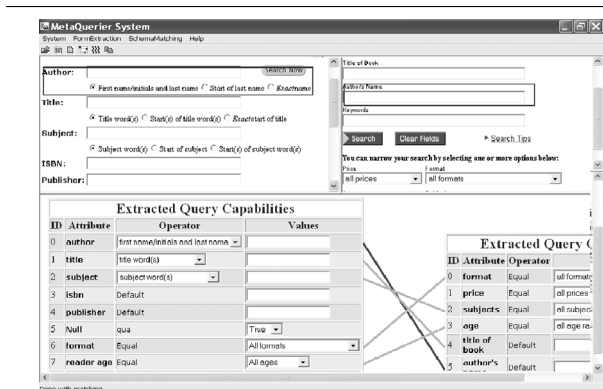 MetaQuerier System
System FormExtraction SchemaMatching Help
Author:
Search Now
First name/initials and last name Start of last name Exactname
Title:
Title word(s) Start(s) of title word(s) Exactstart of title
Subject:
Subject word(s) Start of subject Start(s) of subject word(s)
ISBN:
Publisher:
Title of Book
Author's Name
Keywords
Search Clear Fields Search Tips
You can narrow your search by selecting one or more options below:
Price Format
all prices all formats
Extracted Query Capabilities
ID Attribute Operator Values
0 author first name/initials and last name
1 title title word(s)
2 subject subject word(s)
3 isbn Default
4 publisher Default
5 Null qua True
6 format Equal All formats
7 reader age Equal All ages
Extracted Query C
ID Attribute Operator
0 format Equal all formats
1 price Equal all prices
2 subjects Equal all subjec
3 age Equal all age ra
4 title of book Default
5 author's Default
Done with matching